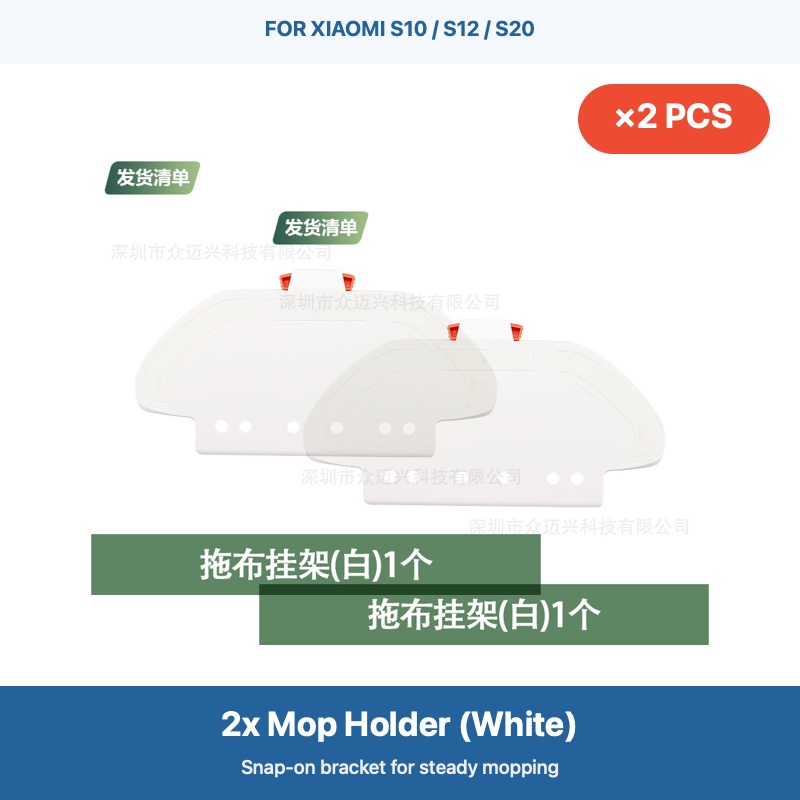 FOR XIAOMI S10 / S12 / S20
×2 PCS
发货清单
发货清单
深圳市众迈兴科技有限公司
深圳市众迈兴科技有限公司
深圳市众迈兴科技有限公司
深圳市众迈兴科技有限公司
拖布挂架(白)1个
拖布挂架(白)1个
2x Mop Holder (White)
Snap-on bracket for steady mopping